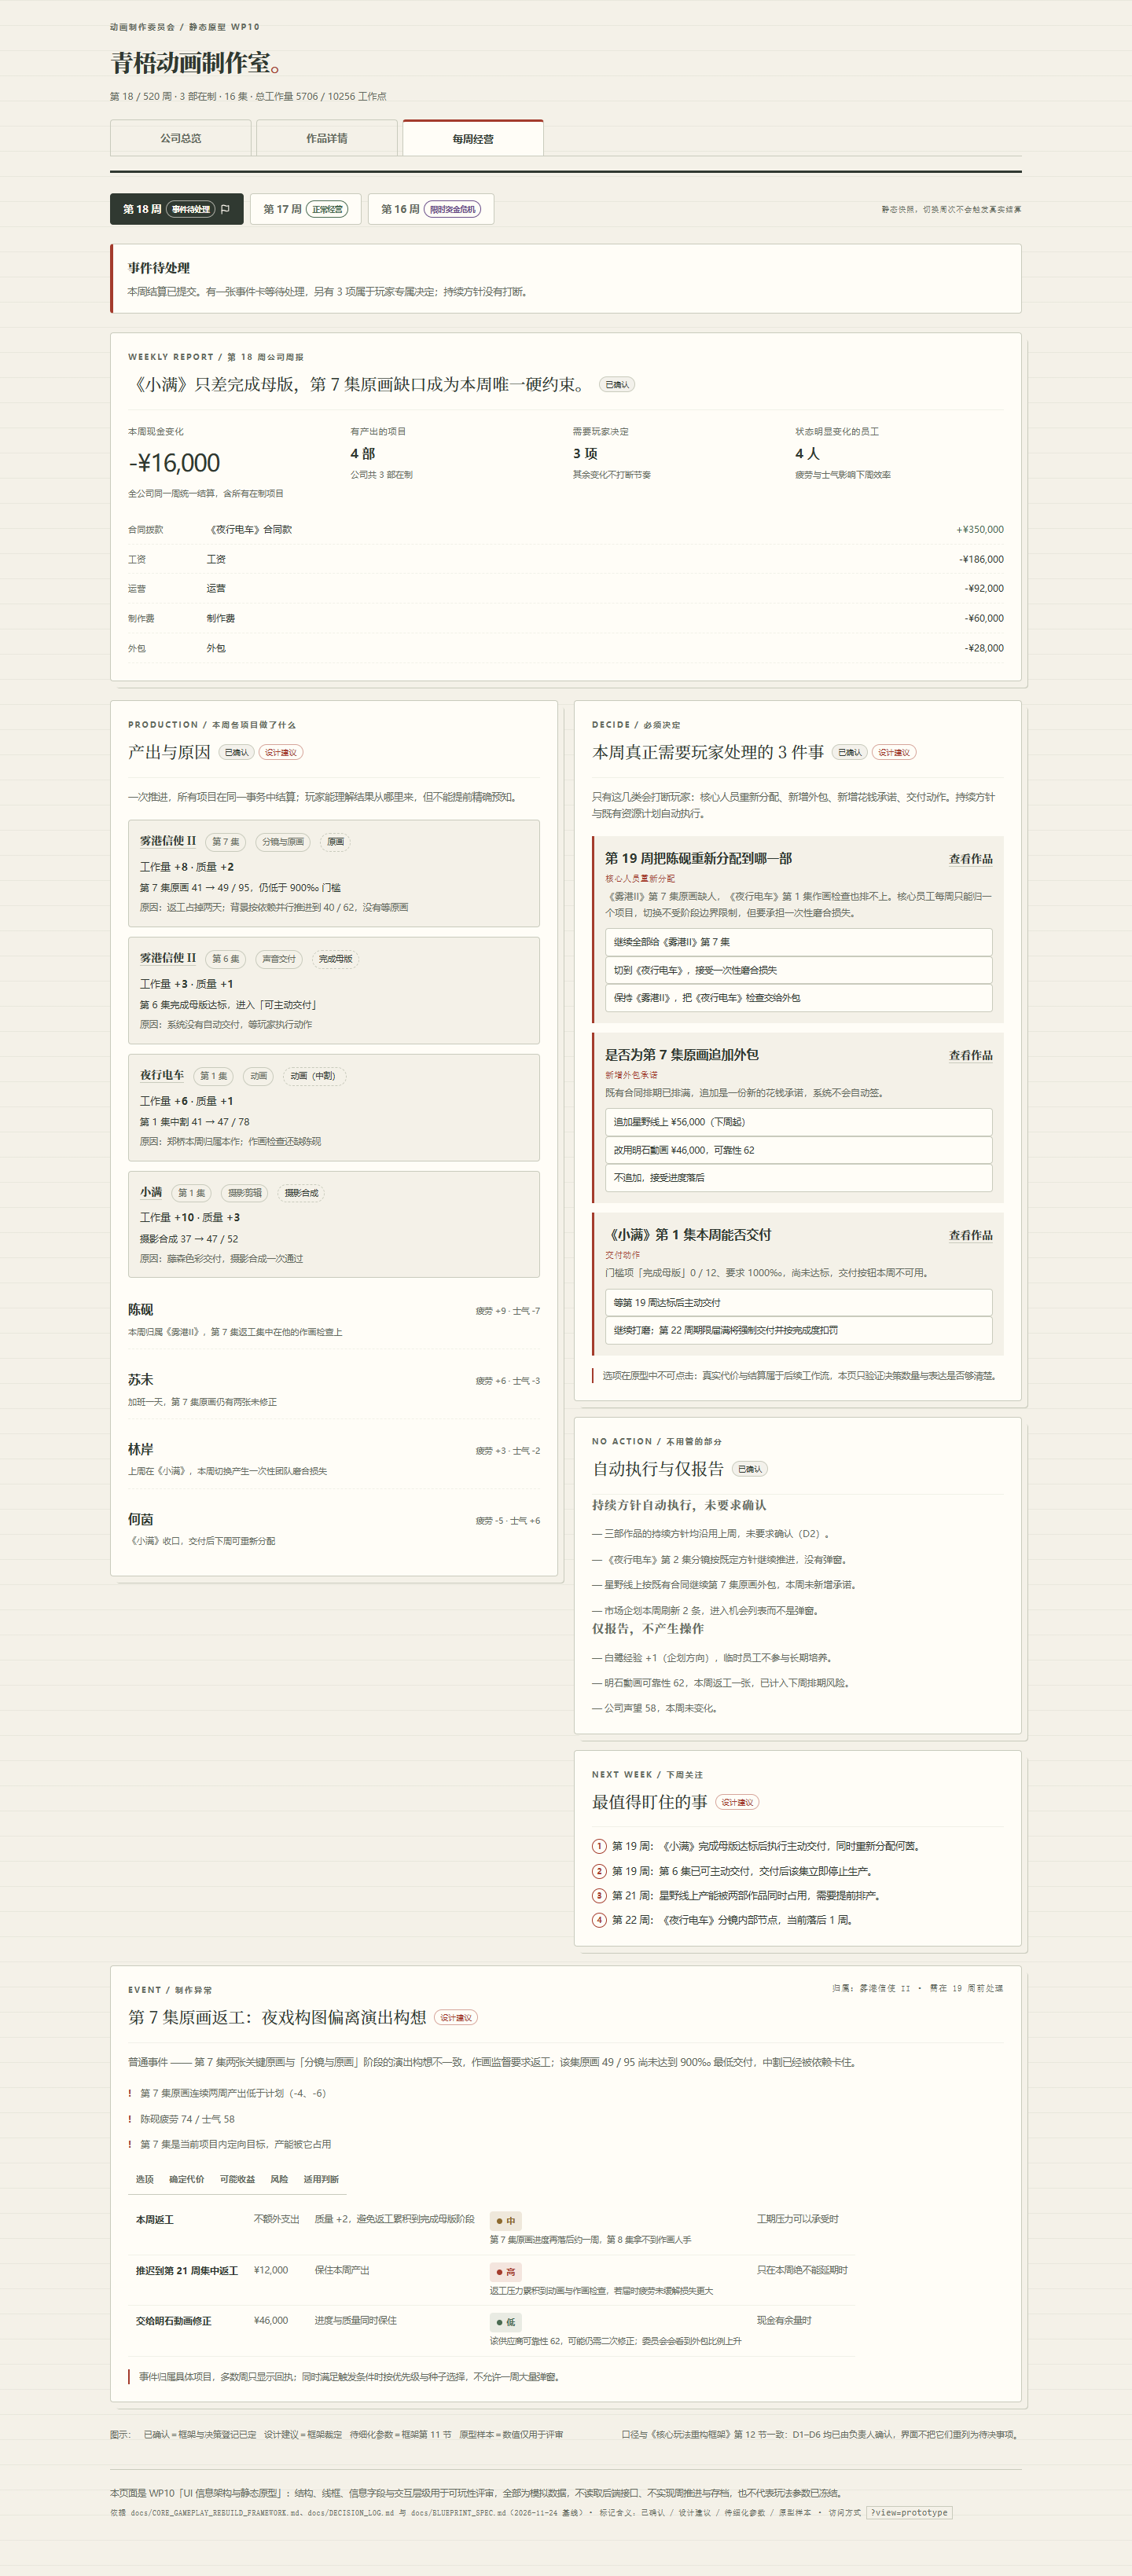 动画制作委员会 / 静态原型 WP10
青梧动画制作室。
第 18 / 520 周 · 3 部在制 · 16 集 · 总工作量 5706 / 10256 工作点
公司总览
作品详情
每周经营
第 18 周 事件待处理
第 17 周 正常经营
第 16 周 限时资金危机
静态快照，切换周次不会触发真实结算
事件待处理
本周结算已提交。有一张事件卡等待处理，另有 3 项属于玩家专属决定；持续方针没有打断。
WEEKLY REPORT / 第 18 周公司周报
《小满》只差完成母版，第 7 集原画缺口成为本周唯一硬约束。 已确认
本周现金变化
-¥16,000
全公司同一周统一结算，含所有在制项目
有产出的项目
4 部
公司共 3 部在制
需要玩家决定
3 项
其余变化不打断节奏
状态明显变化的员工
4 人
疲劳与士气影响下周效率
合同拨款 《夜行电车》合同款 +¥350,000
工资 工资 -¥186,000
运营 运营 -¥92,000
制作费 制作费 -¥60,000
外包 外包 -¥28,000
PRODUCTION / 本周各项目做了什么
产出与原因 已确认 设计建议
一次推进，所有项目在同一事务中结算；玩家能理解结果从哪里来，但不能提前精确预知。
雾港信使 II 第 7 集 分镜与原画 原画
工作量 +8 · 质量 +2
第 7 集原画 41 → 49 / 95，仍低于 900‰ 门槛
原因：返工占掉两天；背景按依赖并行推进到 40 / 62，没有等原画
雾港信使 II 第 6 集 声音交付 完成母版
工作量 +3 · 质量 +1
第 6 集完成母版达标，进入「可主动交付」
原因：系统没有自动交付，等玩家执行动作
夜行电车 第 1 集 动画 动画（中割）
工作量 +6 · 质量 +1
第 1 集中割 41 → 47 / 78
原因：郑桥本周归属本作；作画检查还缺陈砚
小满 第 1 集 摄影剪辑 摄影合成
工作量 +10 · 质量 +3
摄影合成 37 → 47 / 52
原因：藤森色彩交付，摄影合成一次通过
陈砚 疲劳 +9 · 士气 -7
本周归属《雾港II》，第 7 集返工集中在他的作画检查上
苏未 疲劳 +6 · 士气 -3
加班一天，第 7 集原画仍有两张未修正
林岸 疲劳 +3 · 士气 -2
上周在《小满》，本周切换产生一次性团队磨合损失
何茵 疲劳 -5 · 士气 +6
《小满》收口，交付后下周可重新分配
DECIDE / 必须决定
本周真正需要玩家处理的 3 件事 已确认 设计建议
只有这几类会打断玩家：核心人员重新分配、新增外包、新增花钱承诺、交付动作。持续方针
与既有资源计划自动执行。
第 19 周把陈砚重新分配到哪一部 查看作品
核心人员重新分配
《雾港II》第 7 集原画缺人，《夜行电车》第 1 集作画检查也排不上。核心员工每周只能归一
个项目，切换不受阶段边界限制，但要承担一次性磨合损失。
继续全部给《雾港II》第 7 集
切到《夜行电车》，接受一次性磨合损失
保持《雾港II》，把《夜行电车》检查交给外包
是否为第 7 集原画追加外包 查看作品
新增外包承诺
既有合同排期已排满，追加是一份新的花钱承诺，系统不会自动签。
追加星野线上 ¥56,000（下周起）
改用明石動画 ¥46,000，可靠性 62
不追加，接受进度落后
《小满》第 1 集本周能否交付 查看作品
交付动作
门槛项「完成母版」0 / 12、要求 1000‰，尚未达标，交付按钮本周不可用。
等第 19 周达标后主动交付
继续打磨；第 22 周期限届满将强制交付并按完成度扣罚
选项在原型中不可点击：真实代价与结算属于后续工作流，本页只验证决策数量与表达是否够清楚。
NO ACTION / 不用管的部分
自动执行与仅报告 已确认
持续方针自动执行，未要求确认
— 三部作品的持续方针均沿用上周，未要求确认（D2）。
— 《夜行电车》第 2 集分镜按既定方针继续推进，没有弹窗。
— 星野线上按既有合同继续第 7 集原画外包，本周未新增承诺。
— 市场企划本周刷新 2 条，进入机会列表而不是弹窗。
仅报告，不产生操作
— 白鹭经验 +1（企划方向），临时员工不参与长期培养。
— 明石動画可靠性 62，本周返工一张，已计入下周排期风险。
— 公司声望 58，本周未变化。
NEXT WEEK / 下周关注
最值得盯住的事 设计建议
1 第 19 周：《小满》完成母版达标后执行主动交付，同时重新分配何茵。
2 第 19 周：第 6 集已可主动交付，交付后该集立即停止生产。
3 第 21 周：星野线上产能被两部作品同时占用，需要提前排产。
4 第 22 周：《夜行电车》分镜内部节点，当前落后 1 周。
EVENT / 制作异常
归属：雾港信使 II · 需在 19 周前处理
第 7 集原画返工：夜戏构图偏离演出构想 设计建议
普通事件 —— 第 7 集两张关键原画与「分镜与原画」阶段的演出构想不一致，作画监督要求返工；该集原画 49 / 95 尚未达到 900‰ 最低交付，中割已经被依赖卡住。
! 第 7 集原画连续两周产出低于计划（-4、-6）
! 陈砚疲劳 74 / 士气 58
! 第 7 集是当前项目内定向目标，产能被它占用
选项 确定代价 可能收益 风险 适用判断
本周返工 不额外支出 质量 +2，避免返工累积到完成母版阶段 中 工期压力可以承受时
第 7 集原画进度再落后约一周，第 8 集拿不到作画人手
推迟到第 21 周集中返工 ¥12,000 保住本周产出 高 只在本周绝不能延期时
返工压力累积到动画与作画检查，若届时疲劳未缓解损失更大
交给明石動画修正 ¥46,000 进度与质量同时保住 低 现金有余量时
该供应商可靠性 62，可能仍需二次修正；委员会会看到外包比例上升
事件归属具体项目，多数周只显示回执；同时满足触发条件时按优先级与种子选择，不允许一周大量弹窗。
图示： 已确认 = 框架与决策登记已定 设计建议 = 框架裁定 待细化参数 = 框架第 11 节 原型样本 = 数值仅用于评审
口径与《核心玩法重构框架》第 12 节一致：D1–D6 均已由负责人确认，界面不把它们重列为待决事项。
本页面是 WP10「UI 信息架构与静态原型」：结构、线框、信息字段与交互层级用于可玩性评审，全部为模拟数据，不读取后端接口、不实现周推进与存档，也不代表玩法参数已冻结。
依据 docs/CORE_GAMEPLAY_REBUILD_FRAMEWORK.md、docs/DECISION_LOG.md 与 docs/BLUEPRINT_SPEC.md（2026-11-24 基线）· 标记含义：已确认 / 设计建议 / 待细化参数 / 原型样本 · 访问方式 ?view=prototype